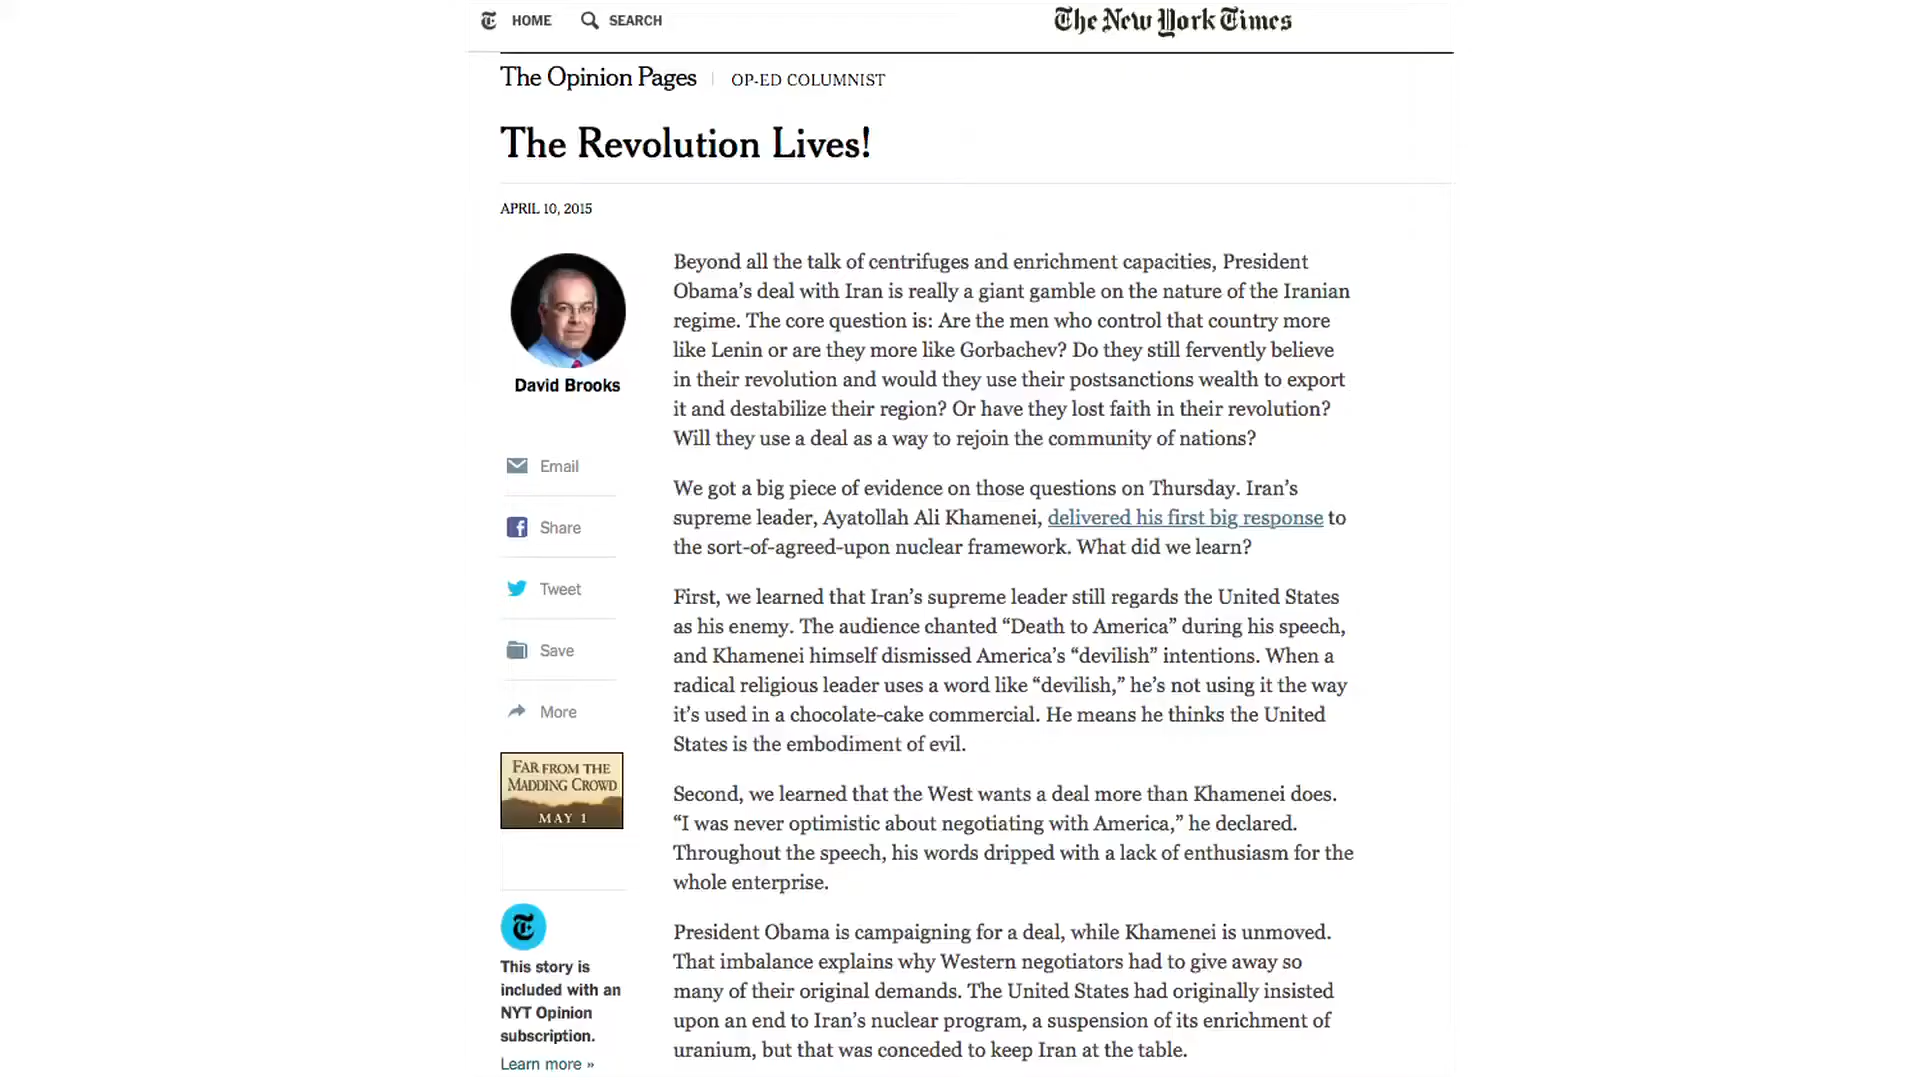 HOME SEARCH The New York Times
The Opinion Pages | OP-ED COLUMNIST
The Revolution Lives!
APRIL 10, 2015
David Brooks
Email
Share
Tweet
Save
More
FAR FROM THE
MADDING CROWD
MAY 1
This story is
included with an
NYT Opinion
subscription.
Learn more »
Beyond all the talk of centrifuges and enrichment capacities, President
Obama’s deal with Iran is really a giant gamble on the nature of the Iranian
regime. The core question is: Are the men who control that country more
like Lenin or are they more like Gorbachev? Do they still fervently believe
in their revolution and would they use their postsanctions wealth to export
it and destabilize their region? Or have they lost faith in their revolution?
Will they use a deal as a way to rejoin the community of nations?
We got a big piece of evidence on those questions on Thursday. Iran’s
supreme leader, Ayatollah Ali Khamenei, delivered his first big response to
the sort-of-agreed-upon nuclear framework. What did we learn?
First, we learned that Iran’s supreme leader still regards the United States
as his enemy. The audience chanted “Death to America” during his speech,
and Khamenei himself dismissed America’s “devilish” intentions. When a
radical religious leader uses a word like “devilish,” he’s not using it the way
it’s used in a chocolate-cake commercial. He means he thinks the United
States is the embodiment of evil.
Second, we learned that the West wants a deal more than Khamenei does.
“I was never optimistic about negotiating with America,” he declared.
Throughout the speech, his words dripped with a lack of enthusiasm for the
whole enterprise.
President Obama is campaigning for a deal, while Khamenei is unmoved.
That imbalance explains why Western negotiators had to give away so
many of their original demands. The United States had originally insisted
upon an end to Iran’s nuclear program, a suspension of its enrichment of
uranium, but that was conceded to keep Iran at the table.